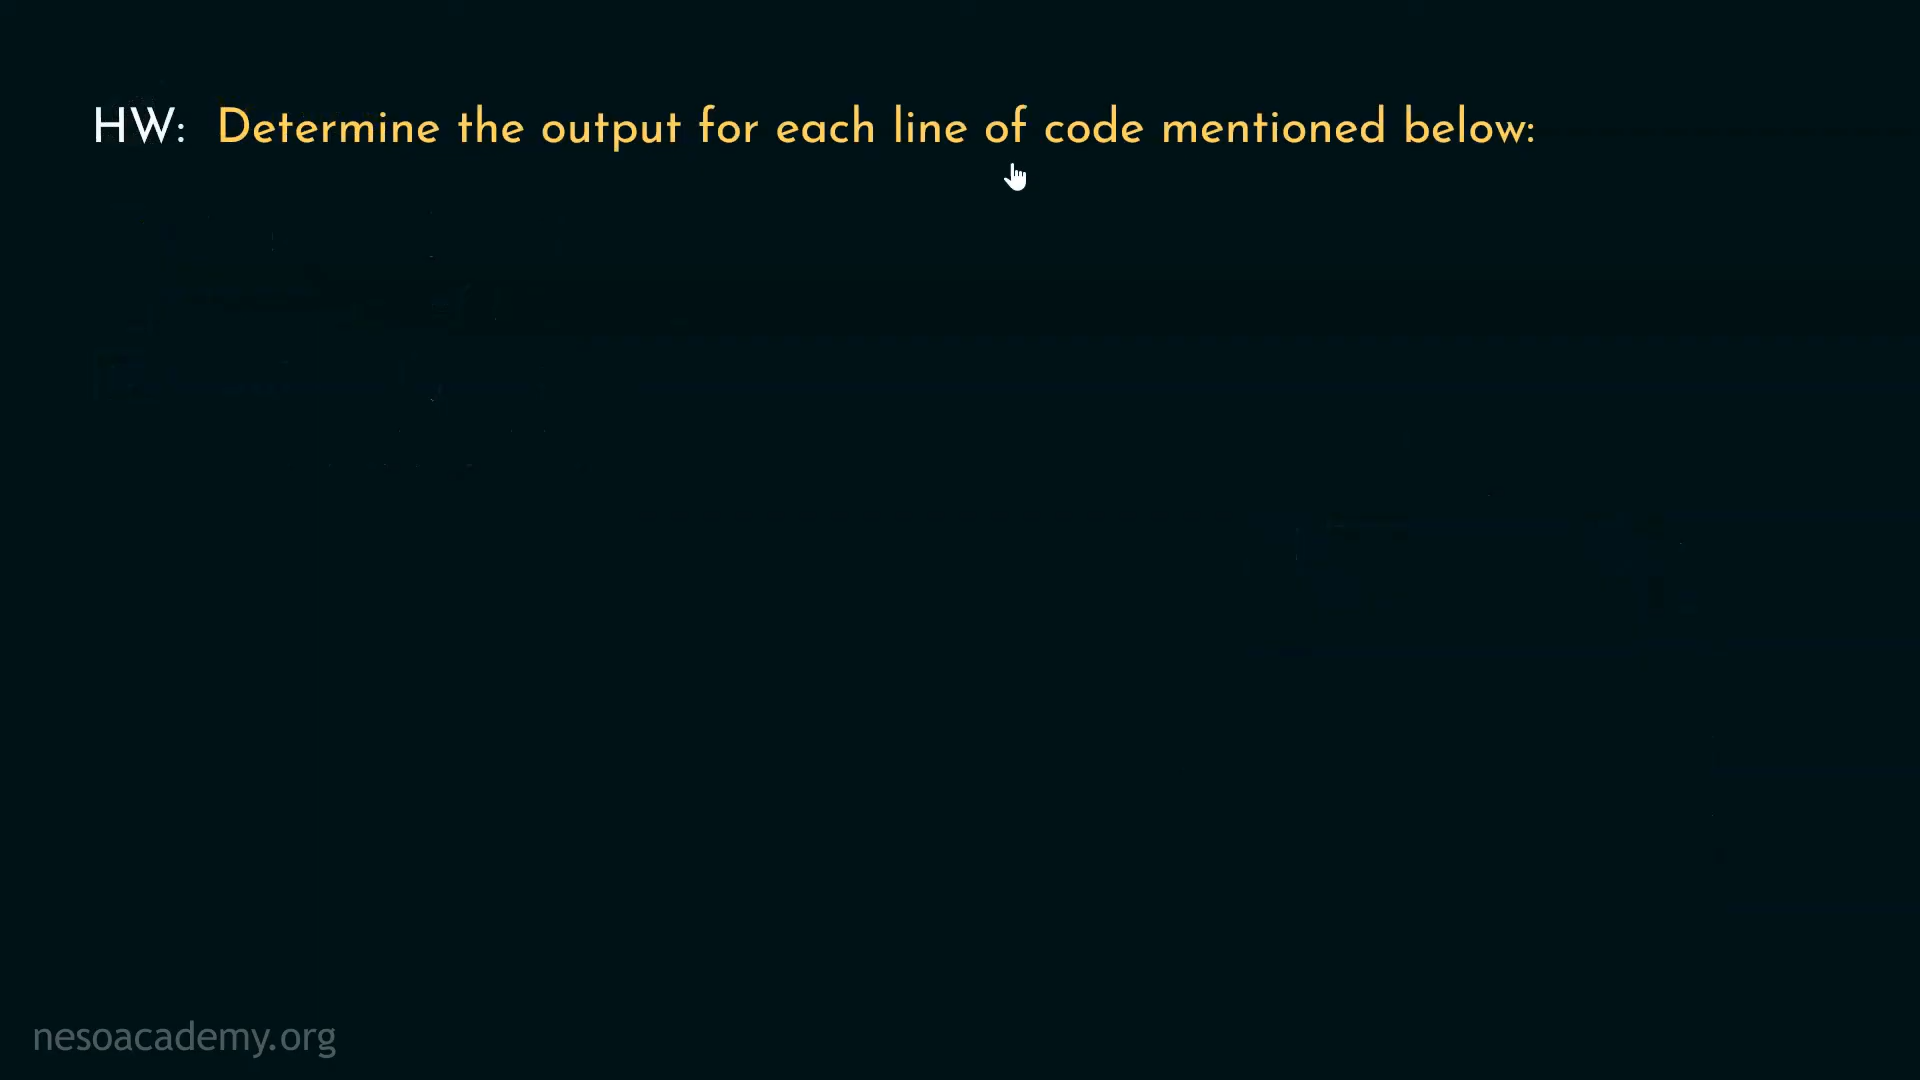 HW: Determine the output for each line of code mentioned below:
nesoacademy.org